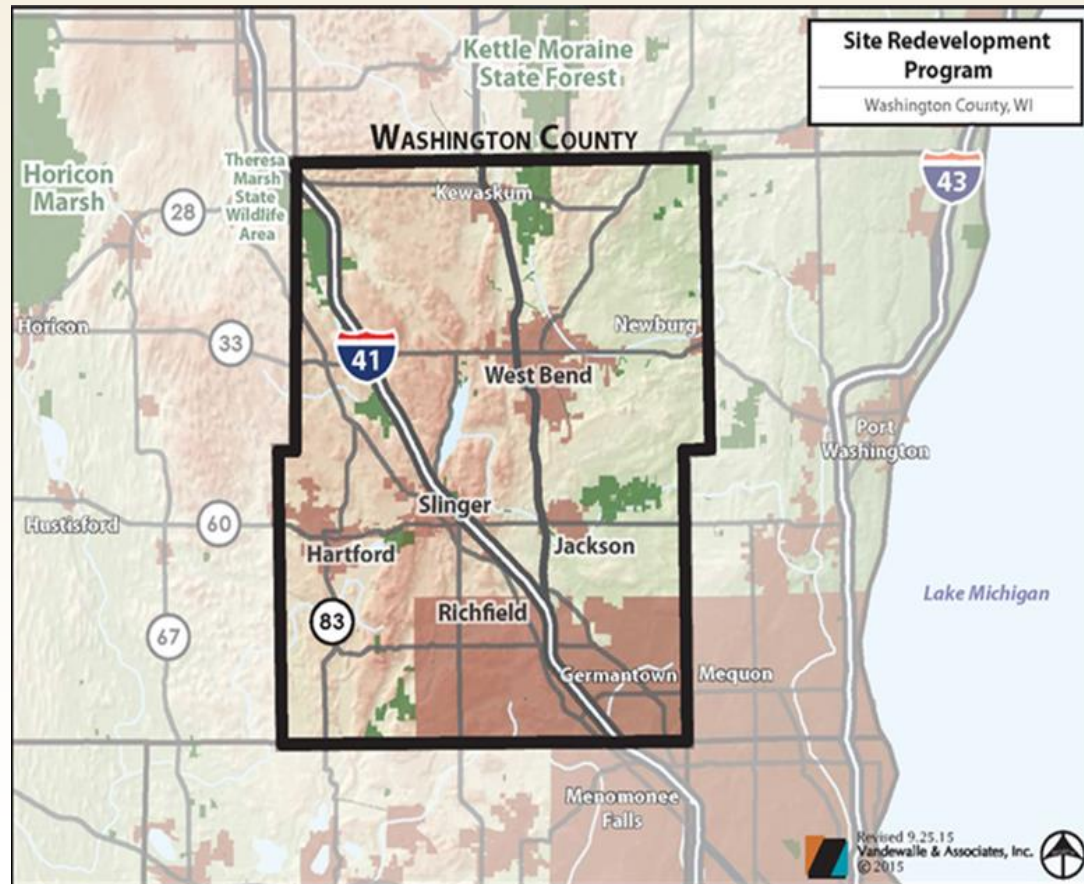 Site Redevelopment
Program
Washington County, WI
Kettle Moraine
State Forest
WASHINGTON COUNTY
Horicon
Marsh
Theresa
Marsh
State
Wildlife
Area
28
43
Kewaskum
Horicon
33
41
Newburg
West Bend
Port
Washington
Slinger
Hustisford
60
Hartford
Jackson
83
Richfield
67
Lake Michigan
Germantown
Mequon
Menomonee
Falls
Revised 9.25.15
Vandewalle & Associates, Inc.
©2015